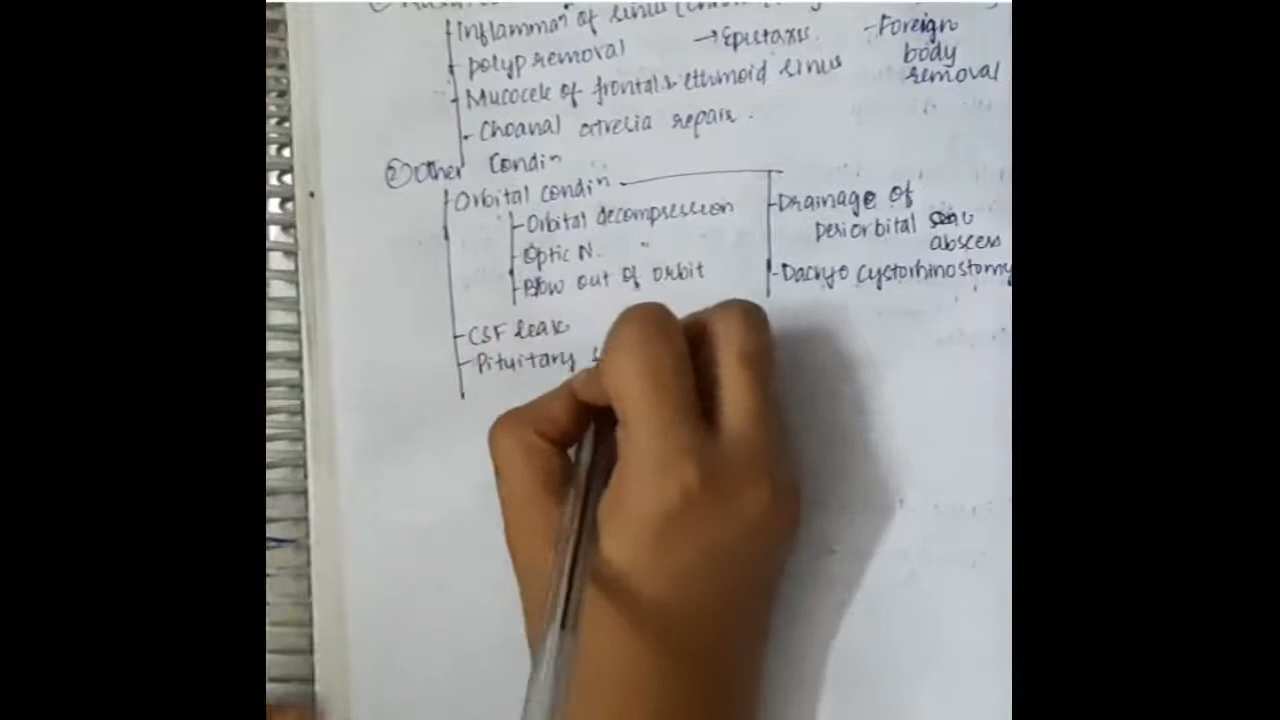 Inflammaⁿ of sinus
polyp removal
→ Epistaxis
- Foreign body removal
- Mucocele of frontal & ethmoid sinus
- Choanal atresia repair.
② Other Condiⁿ
Orbital condiⁿ
- Orbital decompression
- Optic N. "
- Blow out of orbit
- Drainage of
periorbital
abscess
- Dacryo cystorhinostomy
- CSF leak
- Pituitary